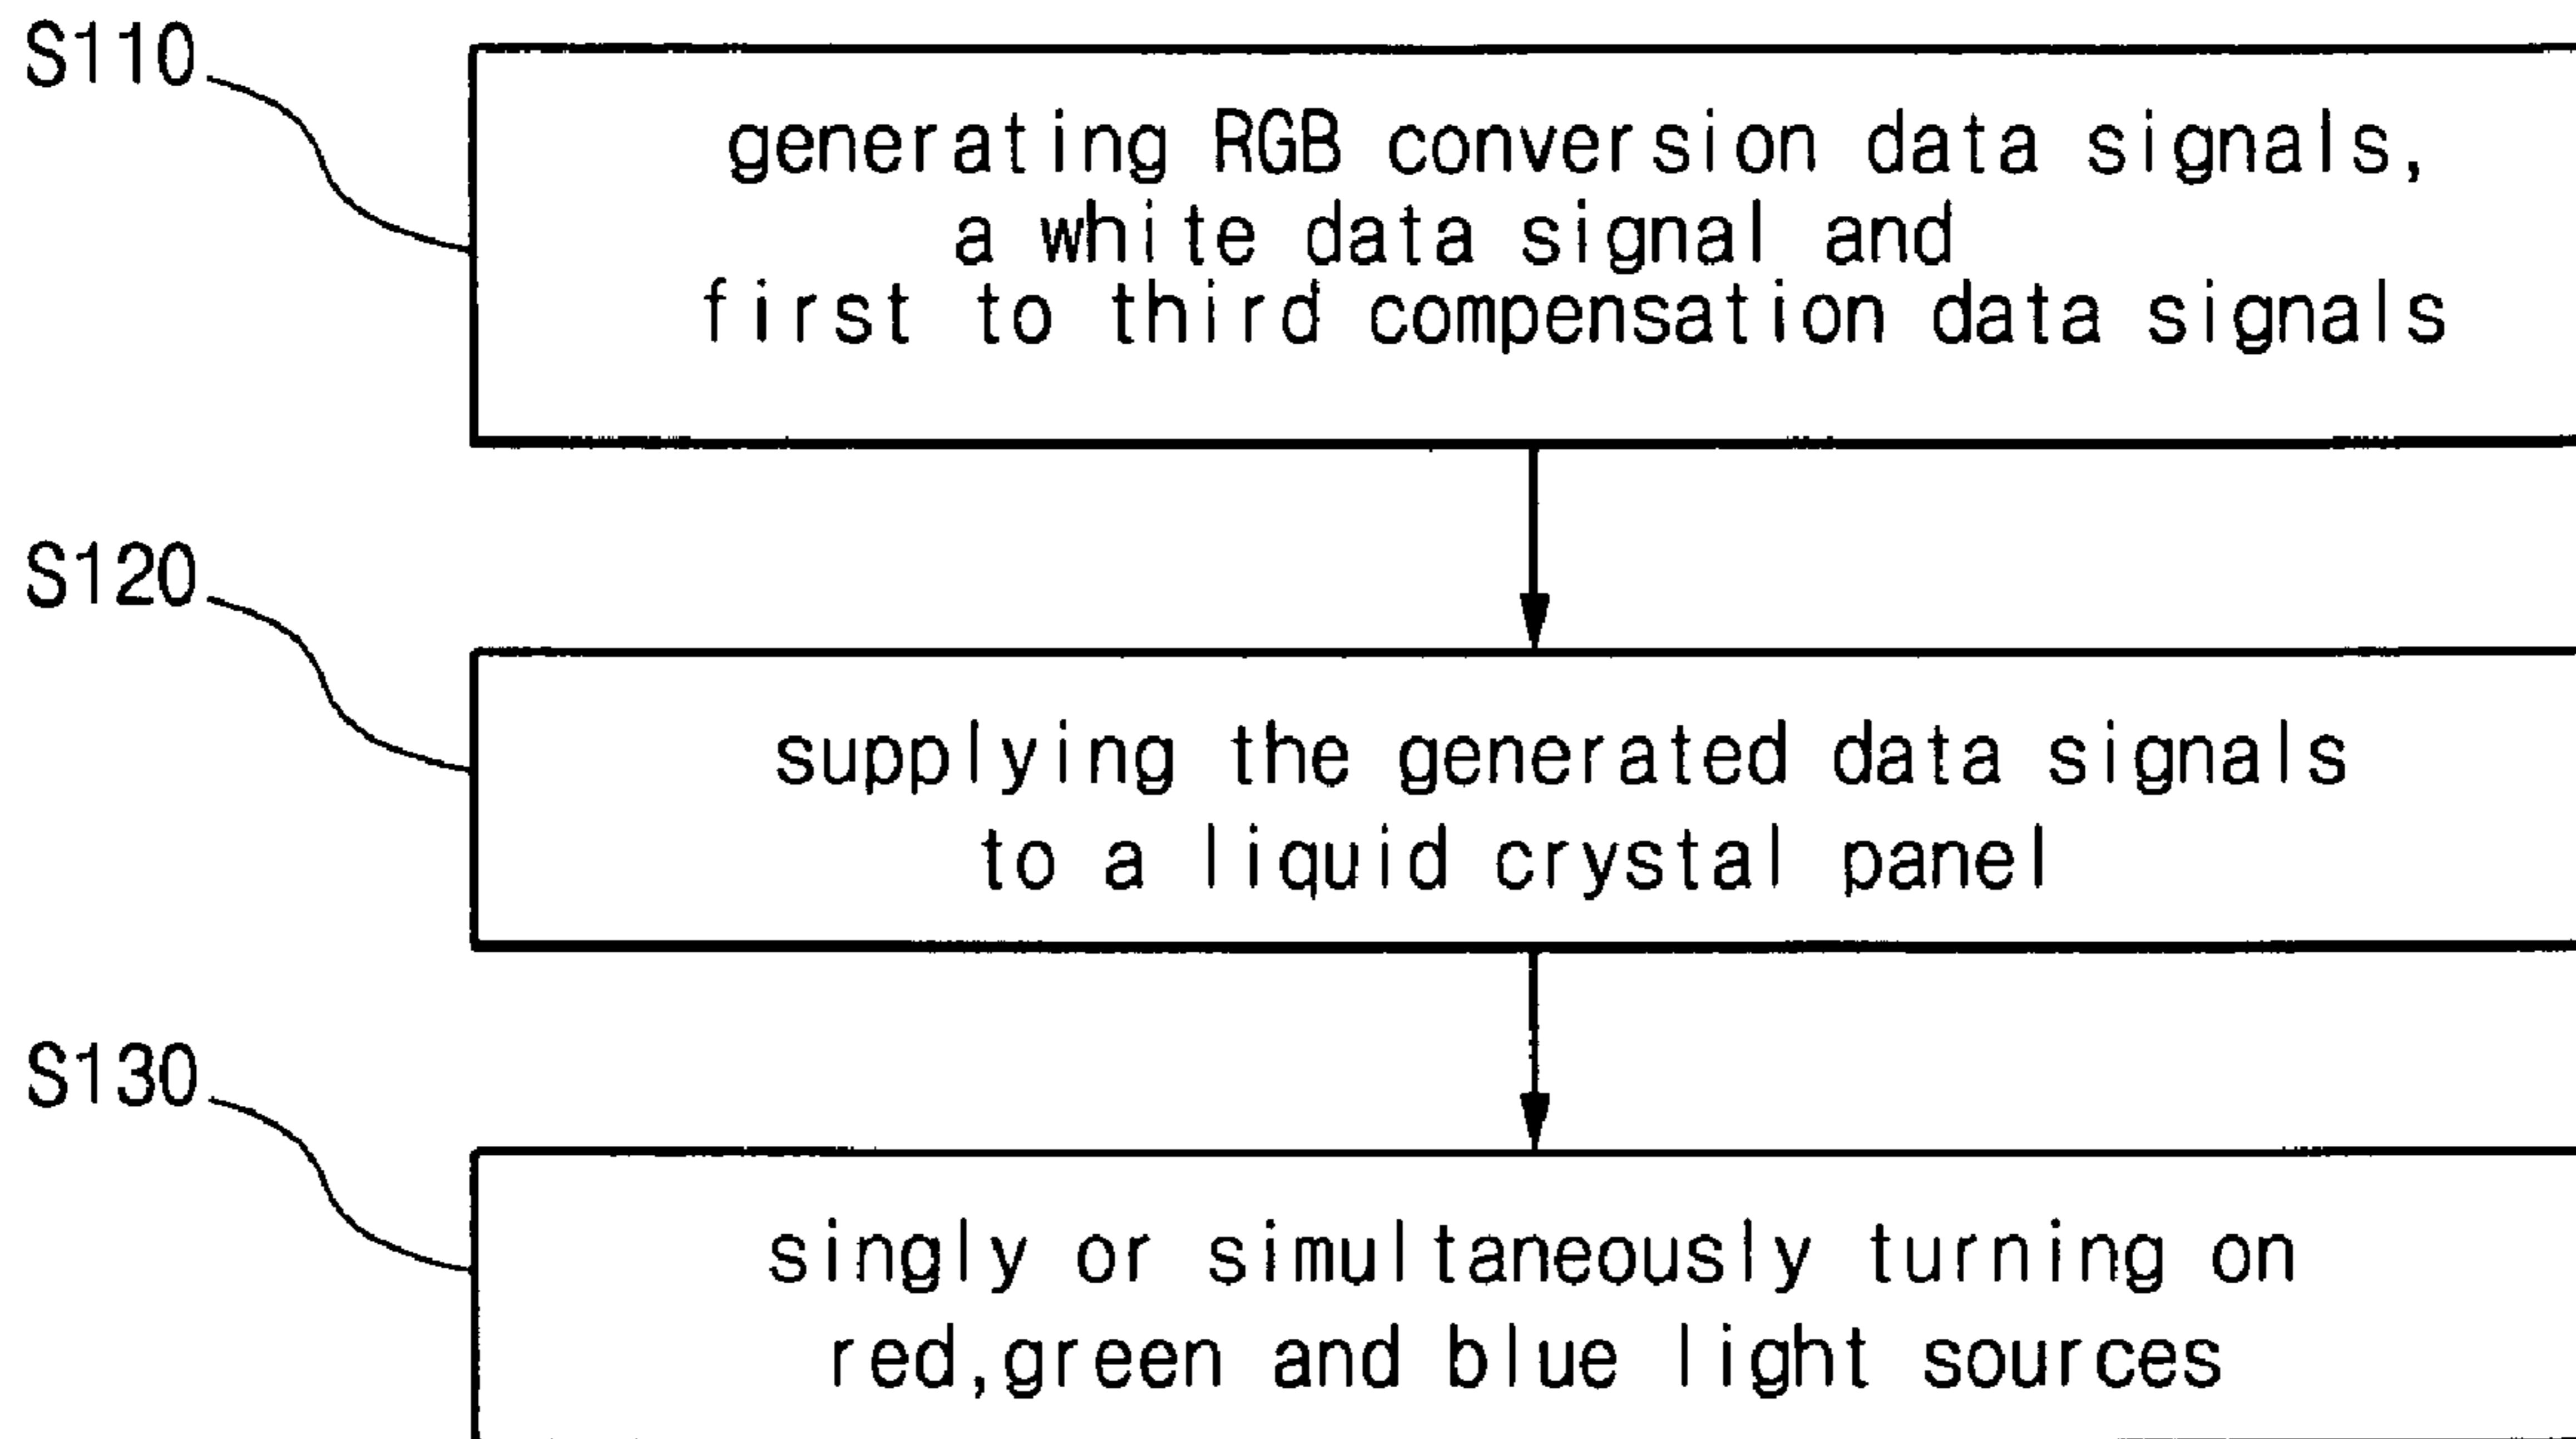 S110
generating RGB conversion data signals,
a white data signal and
first to third compensation data signals
S120
supplying the generated data signals
to a liquid crystal panel
S130
singly or simultaneously turning on
red,green and blue light sources